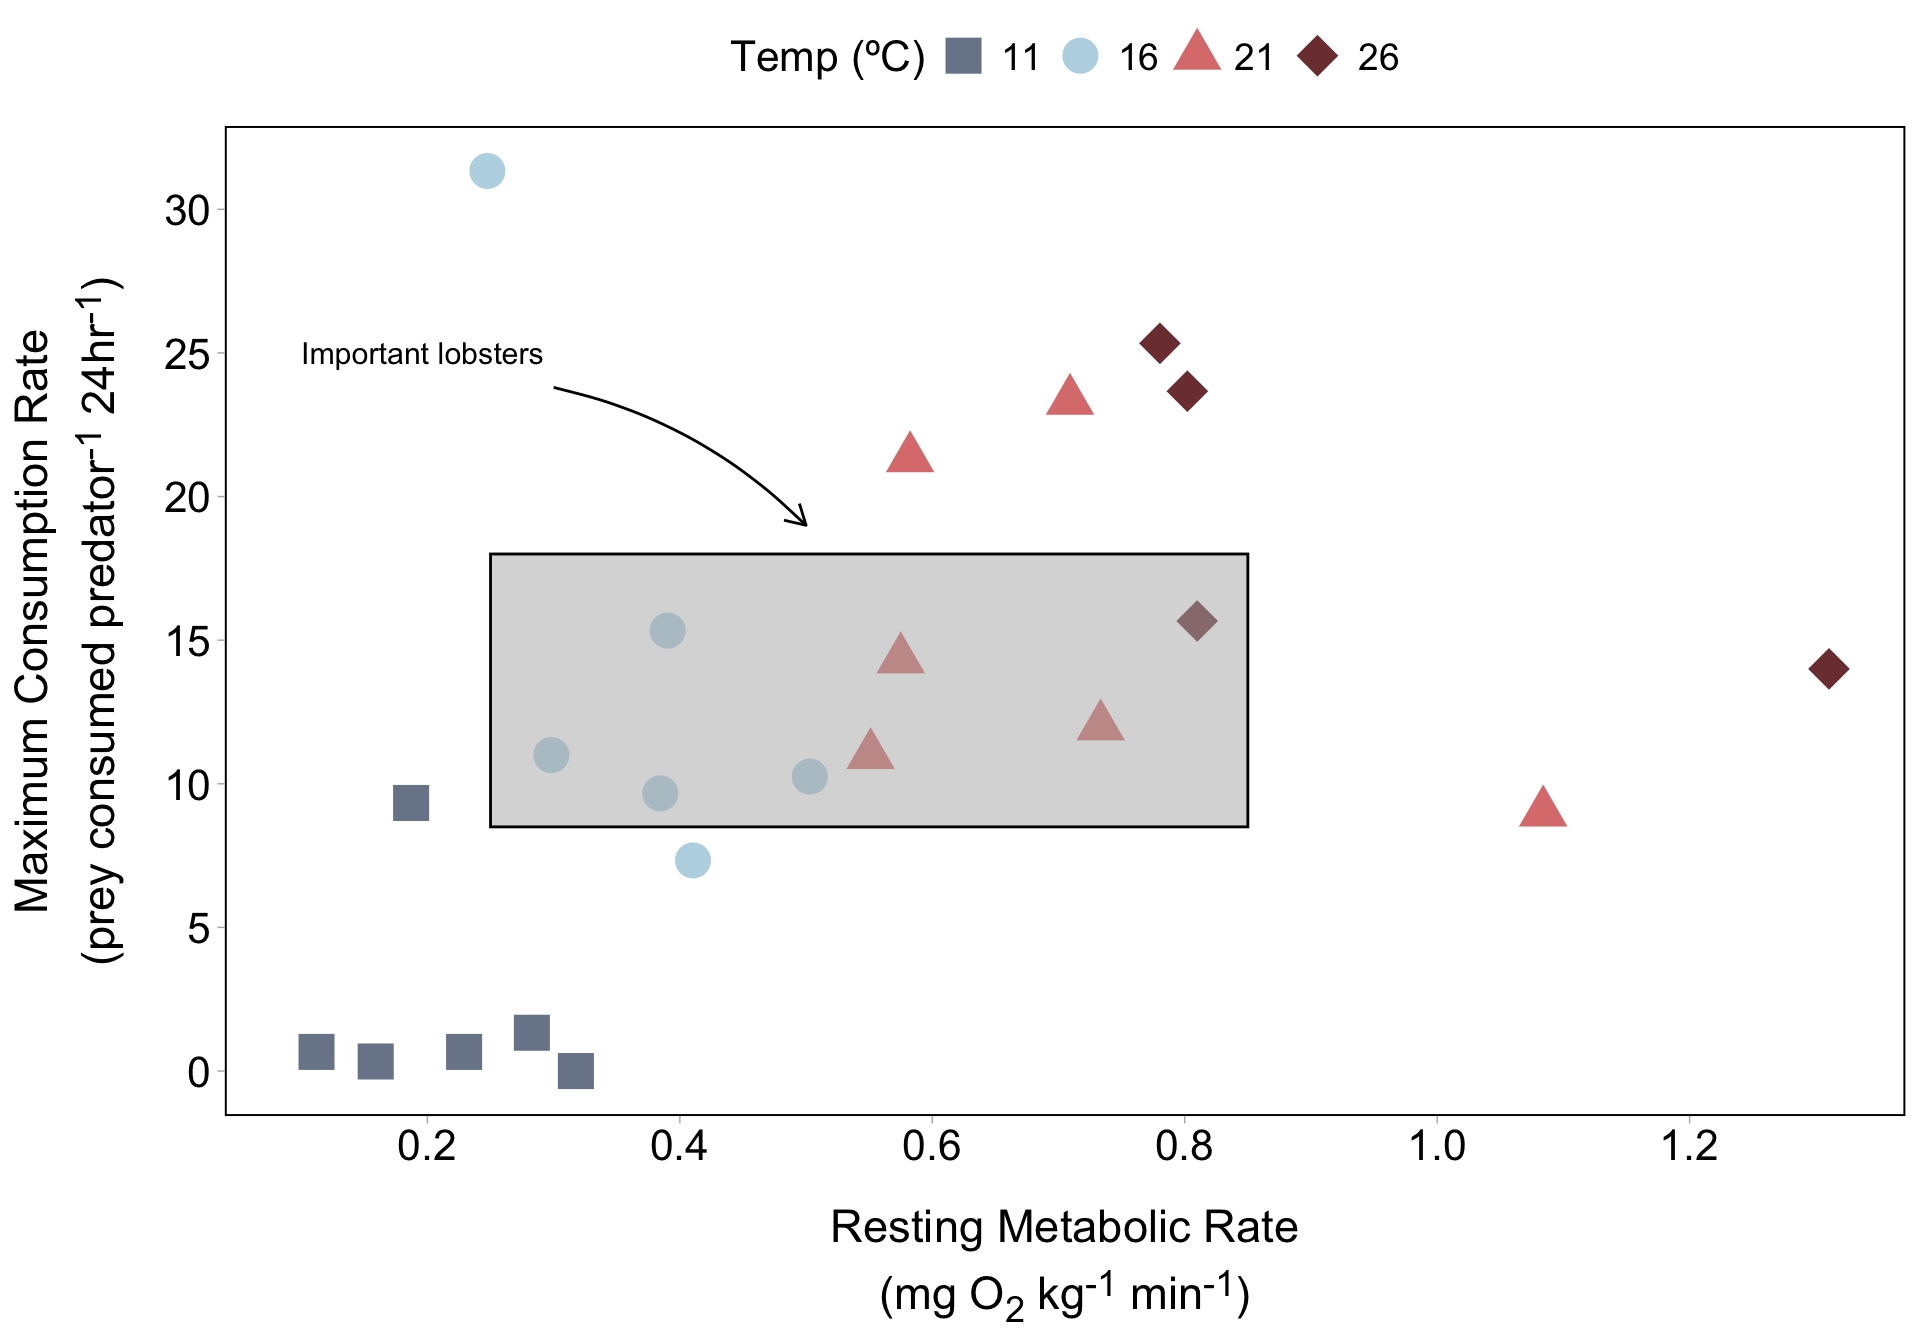 Temp (ºC) 11 16 21 26
Maximum Consumption Rate
(prey consumed predator⁻¹ 24hr⁻¹)
30
25
20
15
10
5
0
Important lobsters
0.2 0.4 0.6 0.8 1.0 1.2
Resting Metabolic Rate
(mg O₂ kg⁻¹ min⁻¹)